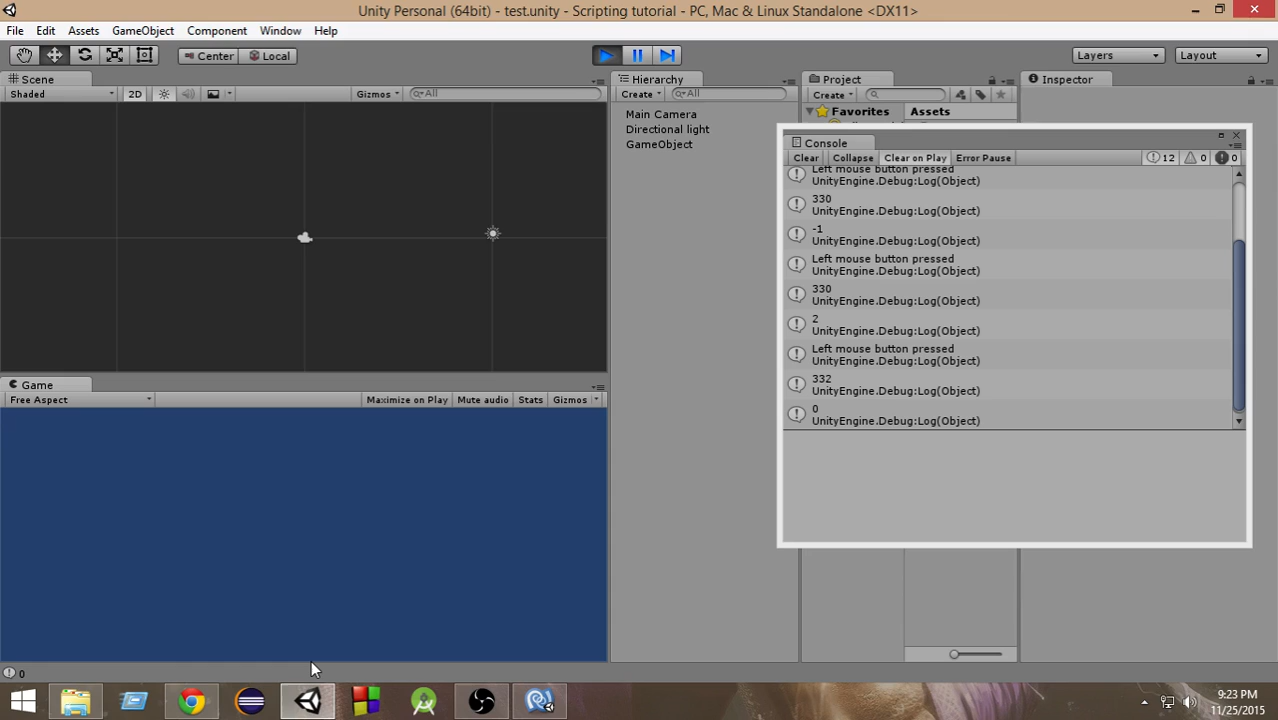 Unity Personal (64bit) - test.unity - Scripting tutorial - PC, Mac & Linux Standalone <DX11>
File Edit Assets GameObject Component Window Help
Center Local Layers Layout
Scene
Shaded 2D Gizmos All
Hierarchy
Create All
Main Camera
Directional light
GameObject
Project
Create
Favorites Assets
Inspector
Console
Clear Collapse Clear on Play Error Pause 12 0 0
Left mouse button pressed
UnityEngine.Debug:Log(Object)
330
UnityEngine.Debug:Log(Object)
-1
UnityEngine.Debug:Log(Object)
Left mouse button pressed
UnityEngine.Debug:Log(Object)
330
UnityEngine.Debug:Log(Object)
2
UnityEngine.Debug:Log(Object)
Left mouse button pressed
UnityEngine.Debug:Log(Object)
332
UnityEngine.Debug:Log(Object)
0
UnityEngine.Debug:Log(Object)
Game
Free Aspect Maximize on Play Mute audio Stats Gizmos
0
9:23 PM
11/25/2015